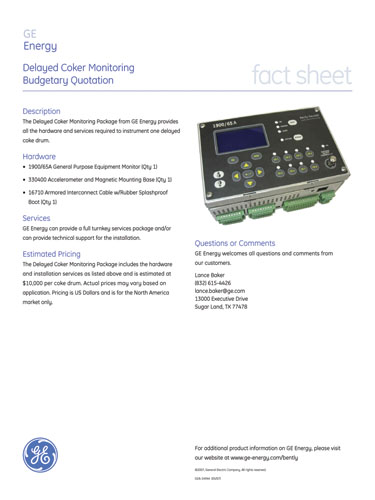 GE
Energy
Delayed Coker Monitoring
Budgetary Quotation
fact sheet
Description
The Delayed Coker Monitoring Package from GE Energy provides
all the hardware and services required to instrument one delayed
coke drum.
Hardware
• 1900/65A General Purpose Equipment Monitor (Qty 1)
• 330400 Accelerometer and Magnetic Mounting Base (Qty 1)
• 16710 Armored Interconnect Cable w/Rubber Splashproof
Boot (Qty 1)
Services
GE Energy can provide a full turnkey services package and/or
can provide technical support for the installation.
Estimated Pricing
The Delayed Coker Monitoring Package includes the hardware
and installation services as listed above and is estimated at
$10,000 per coke drum. Actual prices may vary based on
application. Pricing is US Dollars and is for the North America
market only.
1900/65A
Questions or Comments
GE Energy welcomes all questions and comments from
our customers.
Lance Baker
(832) 615-4426
lance.baker@ge.com
13000 Executive Drive
Sugar Land, TX 77478
GE
For additional product information on GE Energy, please visit
our website at www.ge-energy.com/bently
©2007, General Electric Company. All rights reserved.